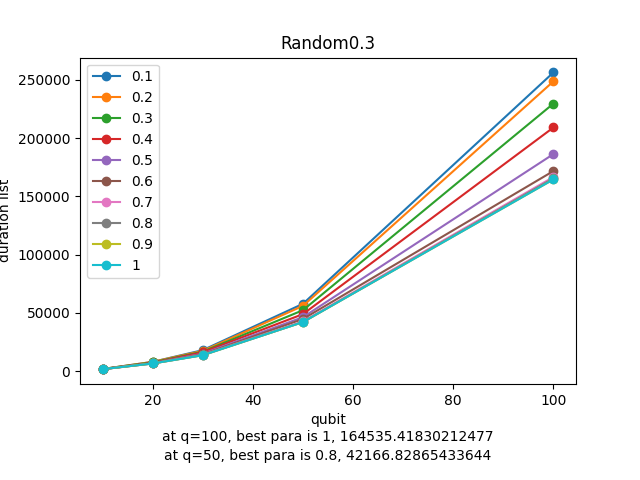 Random0.3
250000
200000
150000
100000
50000
0
duration list
0.1
0.2
0.3
0.4
0.5
0.6
0.7
0.8
0.9
1
20 40 60 80 100
qubit
at q=100, best para is 1, 164535.41830212477
at q=50, best para is 0.8, 42166.82865433644